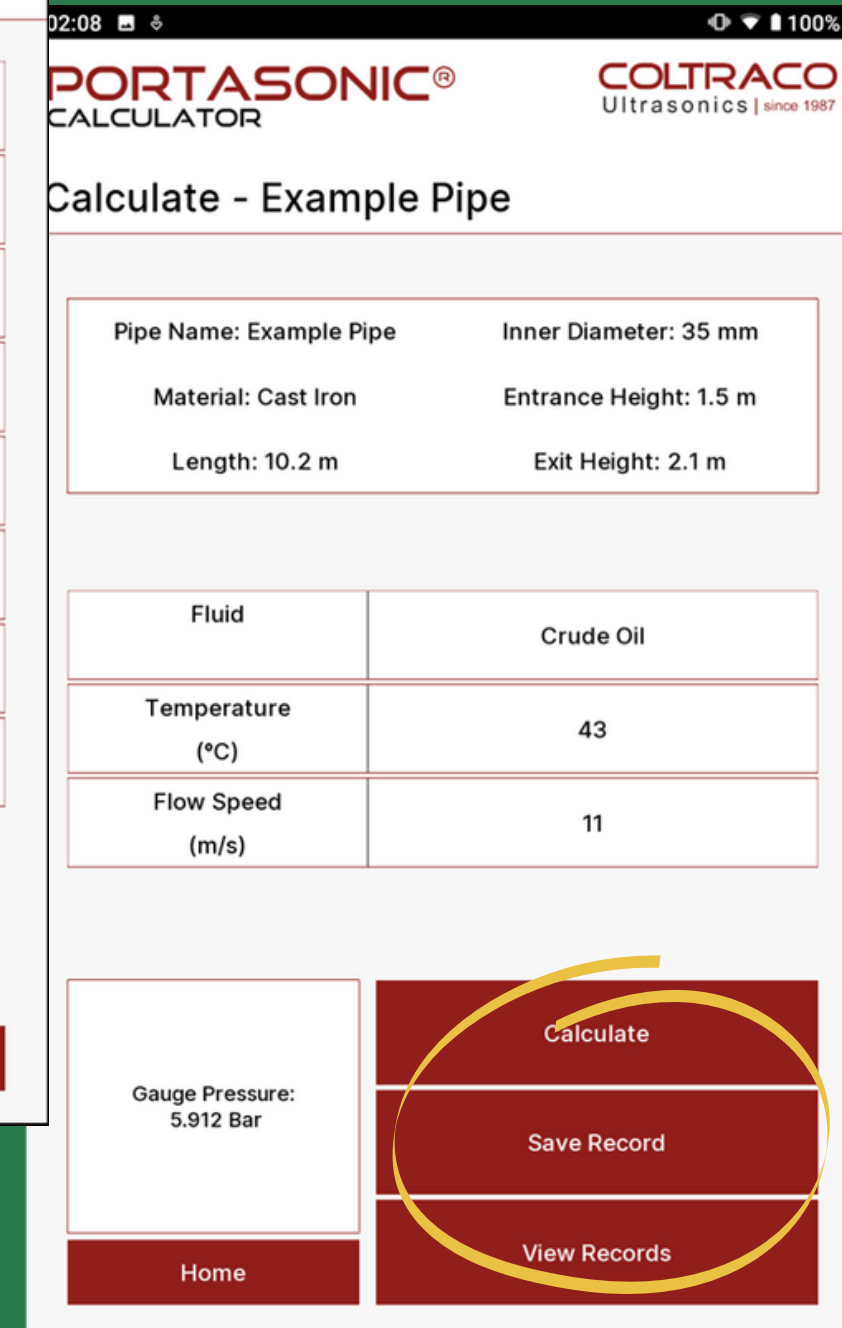 02:08 100%
PORTASONIC®
CALCULATOR
COLTRACO
Ultrasonics | since 1987
Calculate - Example Pipe
Pipe Name: Example Pipe
Inner Diameter: 35 mm
Material: Cast Iron
Entrance Height: 1.5 m
Length: 10.2 m
Exit Height: 2.1 m
Fluid
Crude Oil
Temperature
(°C)
43
Flow Speed
(m/s)
11
Gauge Pressure:
5.912 Bar
Calculate
Save Record
View Records
Home